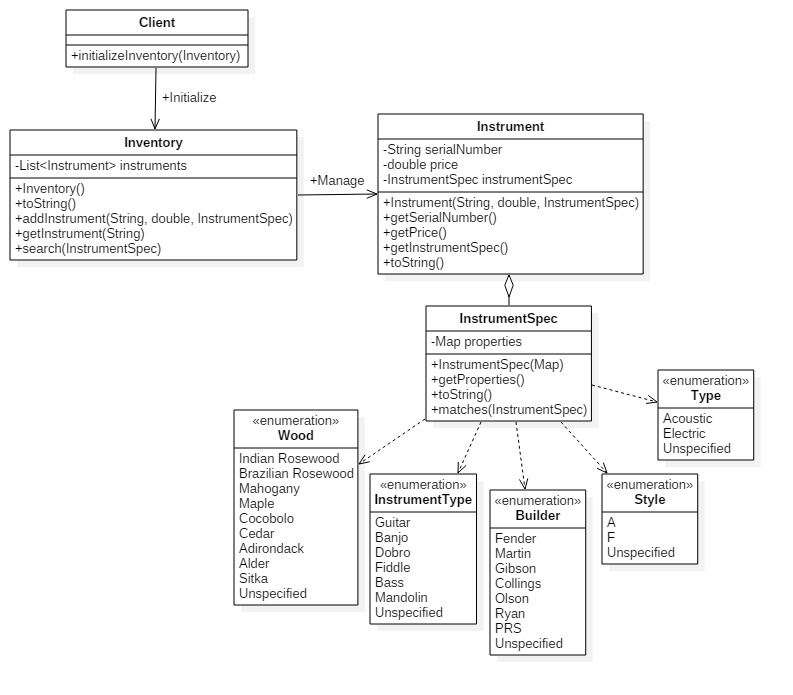 Client
+initializeInventory(Inventory)
+Initialize
Inventory
-List<Instrument> instruments
+Inventory()
+toString()
+addInstrument(String, double, InstrumentSpec)
+getInstrument(String)
+search(InstrumentSpec)
+Manage
Instrument
-String serialNumber
-double price
-InstrumentSpec instrumentSpec
+Instrument(String, double, InstrumentSpec)
+getSerialNumber()
+getPrice()
+getInstrumentSpec()
+toString()
InstrumentSpec
-Map properties
+InstrumentSpec(Map)
+getProperties()
+toString()
+matches(InstrumentSpec)
«enumeration»
Type
Acoustic
Electric
Unspecified
«enumeration»
Wood
Indian Rosewood
Brazilian Rosewood
Mahogany
Maple
Cocobolo
Cedar
Adirondack
Alder
Sitka
Unspecified
«enumeration»
InstrumentType
Guitar
Banjo
Dobro
Fiddle
Bass
Mandolin
Unspecified
«enumeration»
Builder
Fender
Martin
Gibson
Collings
Olson
Ryan
PRS
Unspecified
«enumeration»
Style
A
F
Unspecified